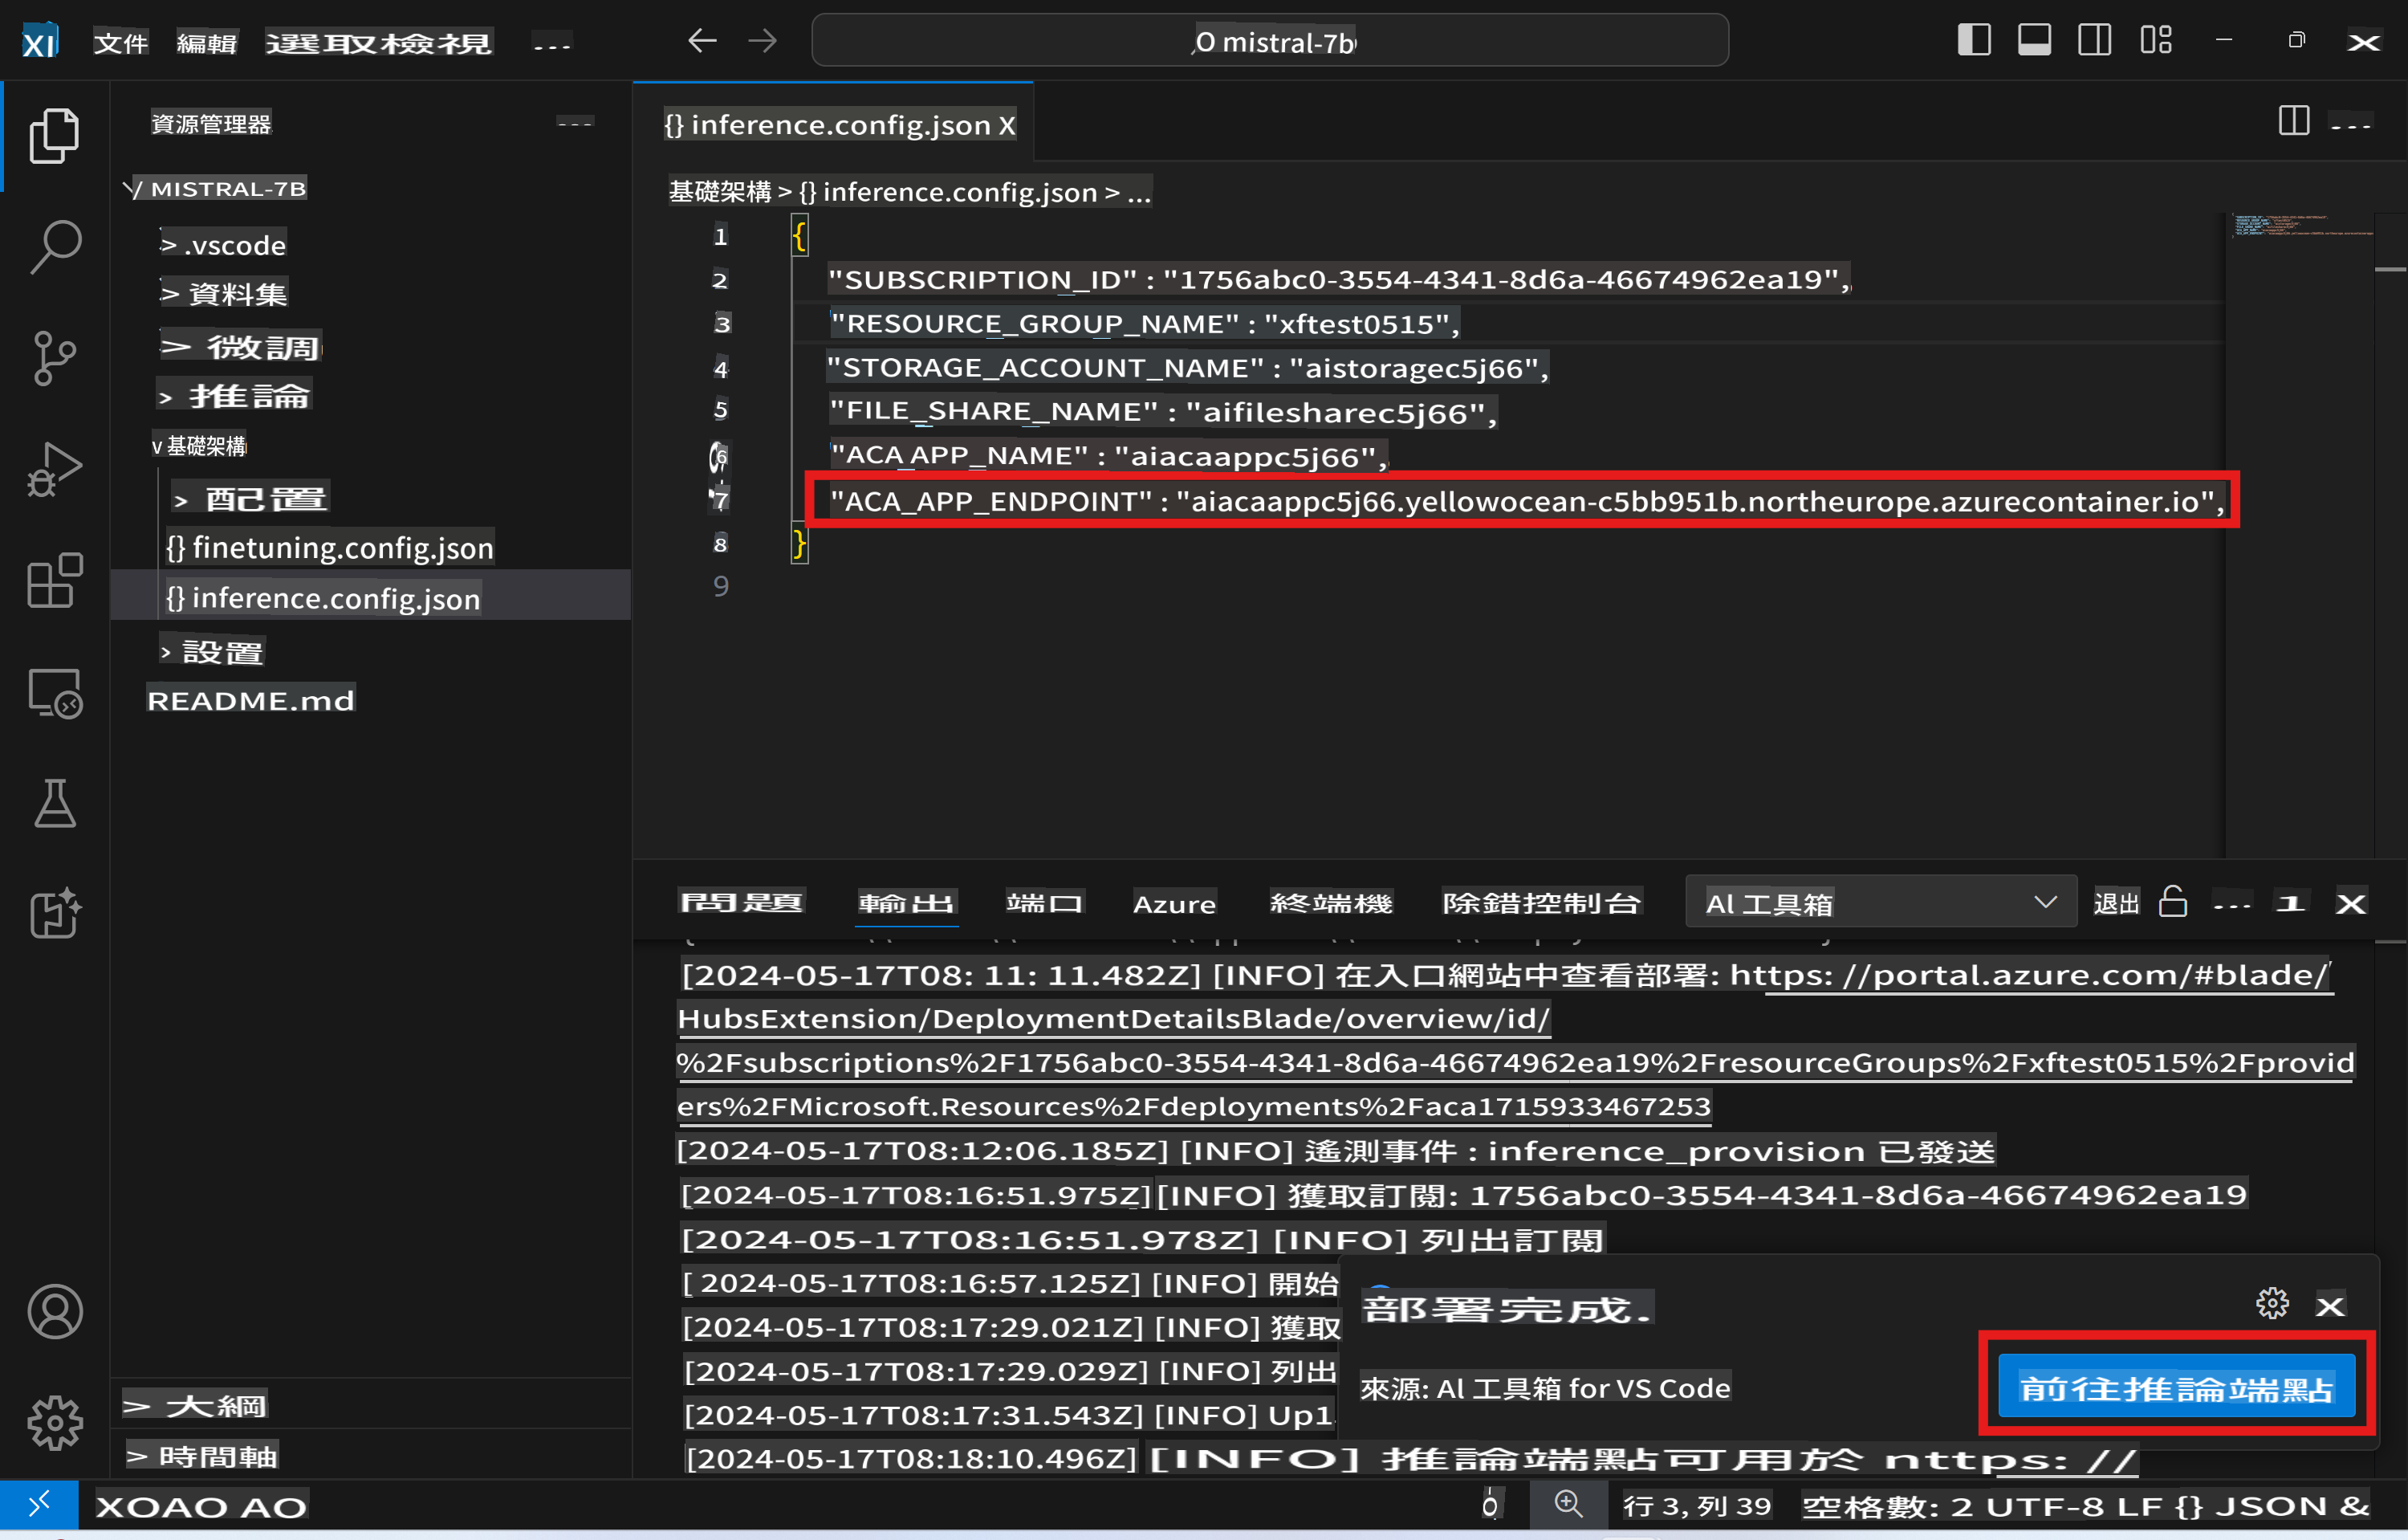 文件 編輯 選取檢視 ...
mistral-7b
資源管理器
MISTRAL-7B
> .vscode
> 資料集
> 微調
> 推論
v 基礎架構
> 配置
{} finetuning.config.json
{} inference.config.json
> 設置
README.md
> 大綱
> 時間軸
{} inference.config.json X
基礎架構 > {} inference.config.json > ...
1 {
2 "SUBSCRIPTION_ID" : "1756abc0-3554-4341-8d6a-46674962ea19",
3 "RESOURCE_GROUP_NAME" : "xftest0515",
4 "STORAGE_ACCOUNT_NAME" : "aistoragec5j66",
5 "FILE_SHARE_NAME" : "aifilesharec5j66",
6 "ACA_APP_NAME" : "aiacaappc5j66",
7 "ACA_APP_ENDPOINT" : "aiacaappc5j66.yellowocean-c5bb951b.northeurope.azurecontainer.io",
8 }
9
問題 輸出 端口 Azure 終端機 除錯控制台 AI 工具箱 退出 ... 1 X
[2024-05-17T08: 11: 11.482Z] [INFO] 在入口網站中查看部署: https: //portal.azure.com/#blade/
HubsExtension/DeploymentDetailsBlade/overview/id/
%2Fsubscriptions%2F1756abc0-3554-4341-8d6a-46674962ea19%2FresourceGroups%2Fxftest0515%2Fprovid
ers%2FMicrosoft.Resources%2Fdeployments%2Faca1715933467253
[2024-05-17T08:12:06.185Z] [INFO] 遙測事件 : inference_provision 已發送
[2024-05-17T08:16:51.975Z] [INFO] 獲取訂閱: 1756abc0-3554-4341-8d6a-46674962ea19
[2024-05-17T08:16:51.978Z] [INFO] 列出訂閱
[ 2024-05-17T08:16:57.125Z] [INFO] 開始
[2024-05-17T08:17:29.021Z] [INFO] 獲取
[2024-05-17T08:17:29.029Z] [INFO] 列出
[2024-05-17T08:17:31.543Z] [INFO] Up1
[2024-05-17T08:18:10.496Z] [INFO] 推論端點可用於 nttps: //
部署完成.
來源: AI 工具箱 for VS Code
前往推論端點
XOAO AO
行 3, 列 39 空格數: 2 UTF-8 LF {} JSON &